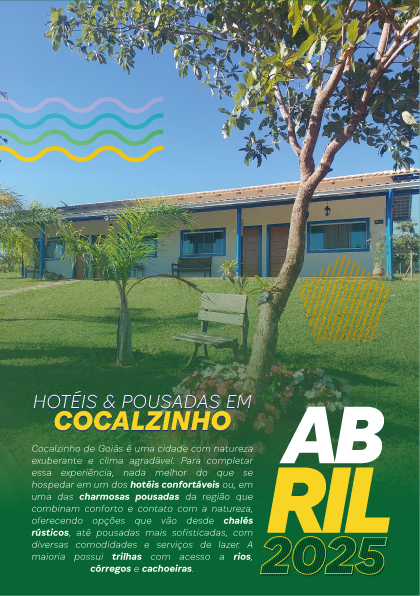 HOTÉIS & POUSADAS EM
COCALZINHO
Cocalzinho de Goiás é uma cidade com natureza
exuberante e clima agradável. Para completar
essa experiência, nada melhor do que se
hospedar em um dos hotéis confortáveis ou, em
uma das charmosas pousadas da região que
combinam conforto e contato com a natureza,
oferecendo opções que vão desde chalés
rústicos, até pousadas mais sofisticadas, com
diversas comodidades e serviços de lazer. A
maioria possui trilhas com acesso a rios,
córregos e cachoeiras.
AB
RIL
2025